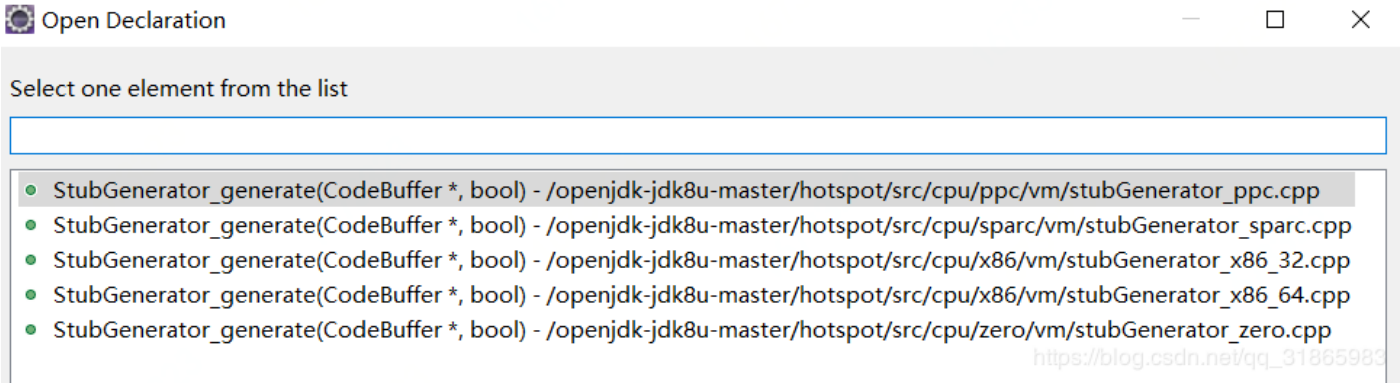 Open Declaration
Select one element from the list
StubGenerator_generate(CodeBuffer *, bool) - /openjdk-jdk8u-master/hotspot/src/cpu/ppc/vm/stubGenerator_ppc.cpp
StubGenerator_generate(CodeBuffer *, bool) - /openjdk-jdk8u-master/hotspot/src/cpu/sparc/vm/stubGenerator_sparc.cpp
StubGenerator_generate(CodeBuffer *, bool) - /openjdk-jdk8u-master/hotspot/src/cpu/x86/vm/stubGenerator_x86_32.cpp
StubGenerator_generate(CodeBuffer *, bool) - /openjdk-jdk8u-master/hotspot/src/cpu/x86/vm/stubGenerator_x86_64.cpp
StubGenerator_generate(CodeBuffer *, bool) - /openjdk-jdk8u-master/hotspot/src/cpu/zero/vm/stubGenerator_zero.cpp
https://blog.csdn.net/qq_31865983